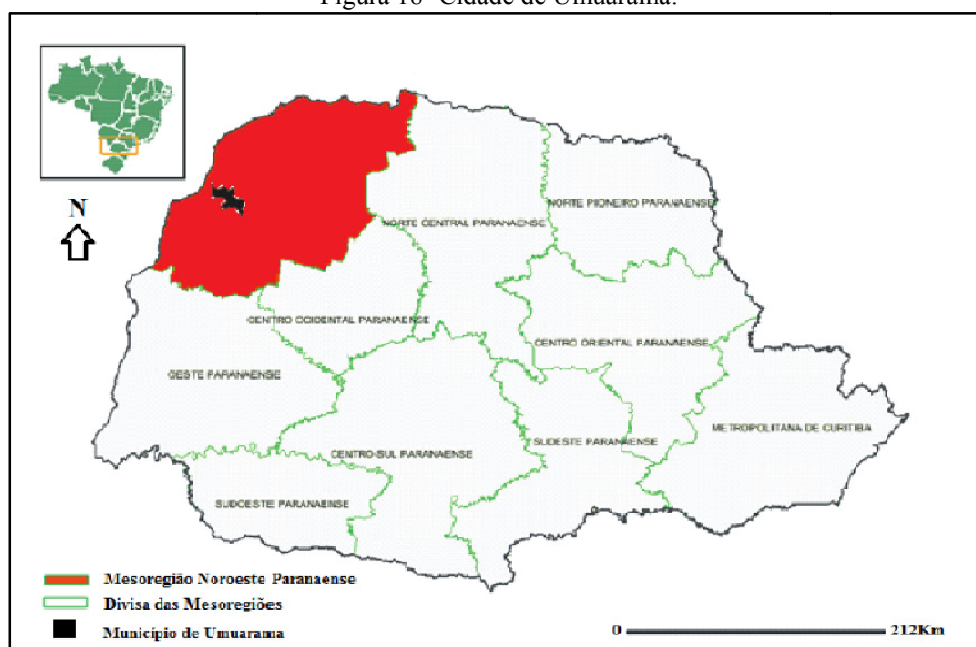 Figura 18- Cidade de Umuarama.
N
NORTE PIONEIRO PARANAENSE
NORTE CENTRAL PARANAENSE
CENTRO OCIDENTAL PARANAENSE
CENTRO ORIENTAL PARANAENSE
OESTE PARANAENSE
METROPOLITANA DE CURITIBA
SUDESTE PARANAENSE
CENTRO-SUL PARANAENSE
SUDOESTE PARANAENSE
Mesoregião Noroeste Paranaense
Divisa das Mesoregiões
Município de Umuarama
0 212Km